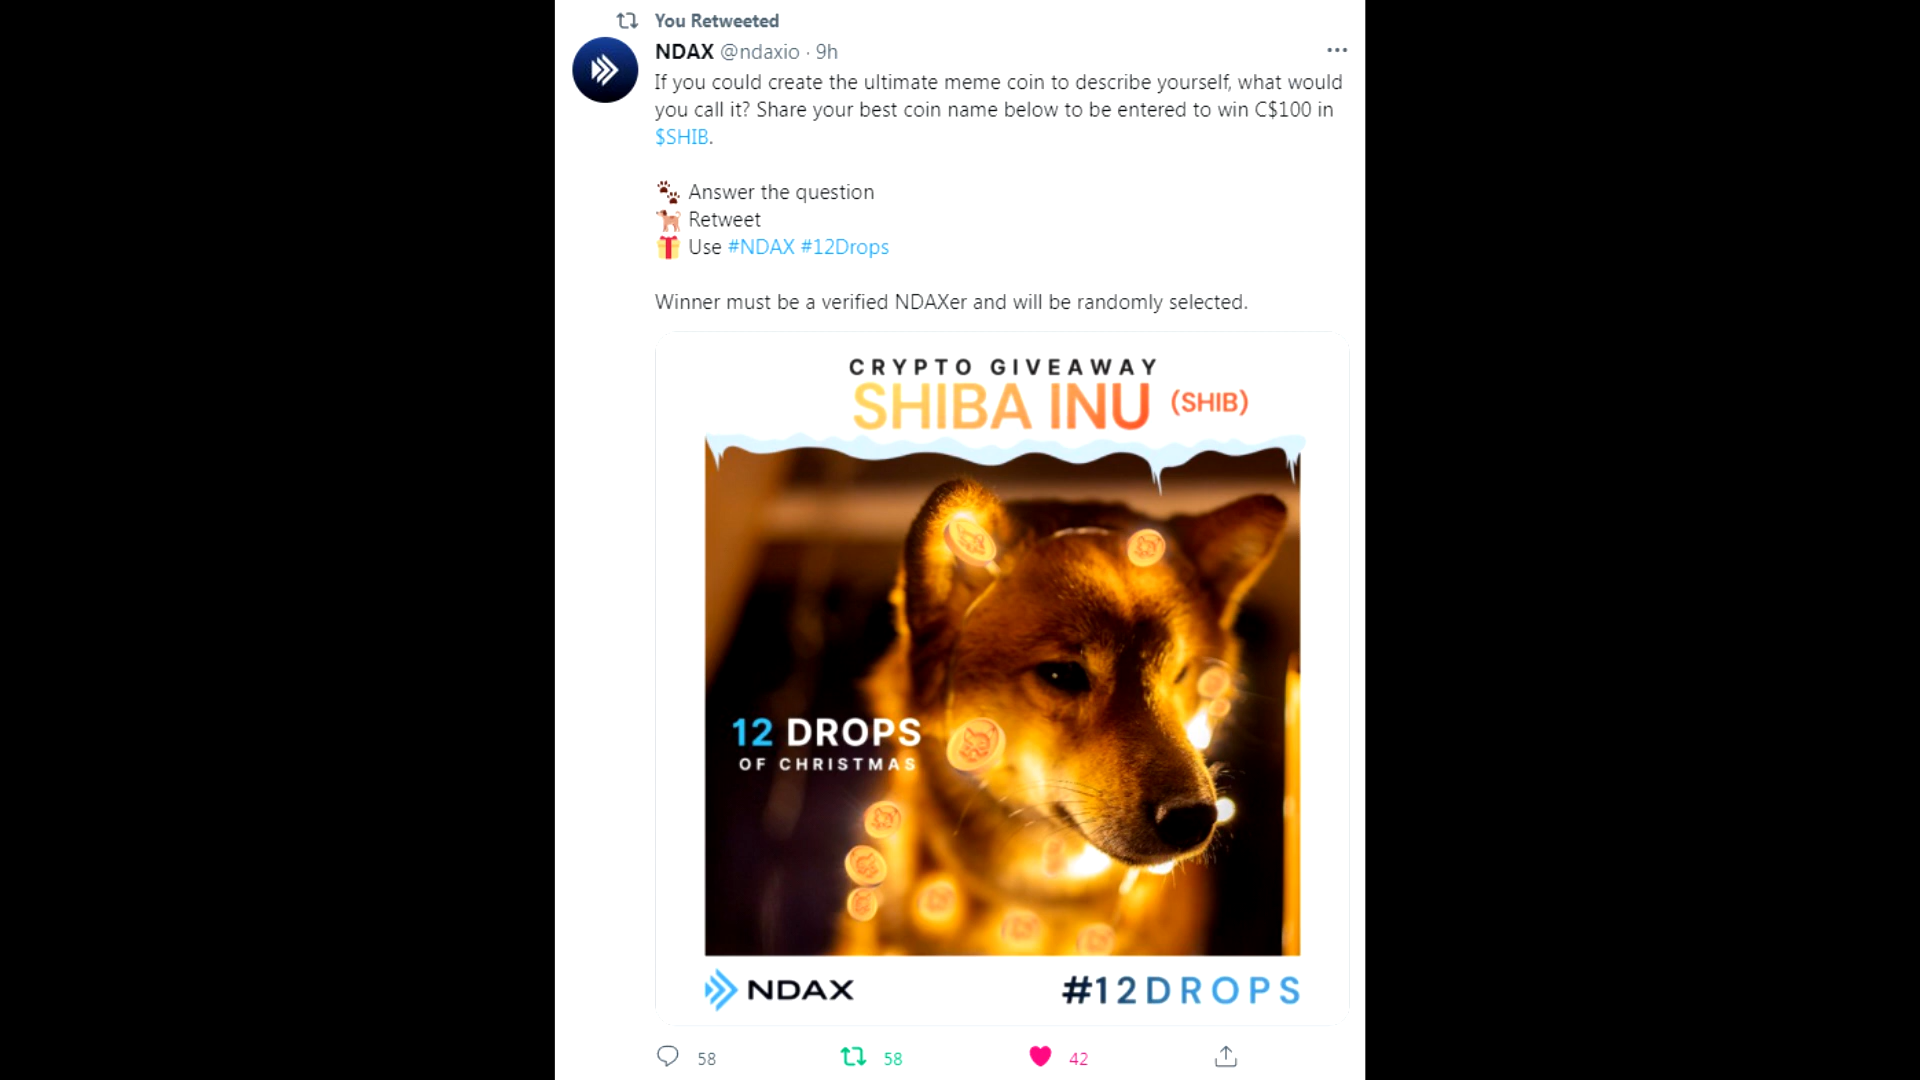 You Retweeted
NDAX @ndaxio · 9h
If you could create the ultimate meme coin to describe yourself, what would
you call it? Share your best coin name below to be entered to win C$100 in
$SHIB.
Answer the question
Retweet
Use #NDAX #12Drops
Winner must be a verified NDAXer and will be randomly selected.
CRYPTO GIVEAWAY
SHIBA INU (SHIB)
12 DROPS
OF CHRISTMAS
NDAX #12DROPS
58 58 42